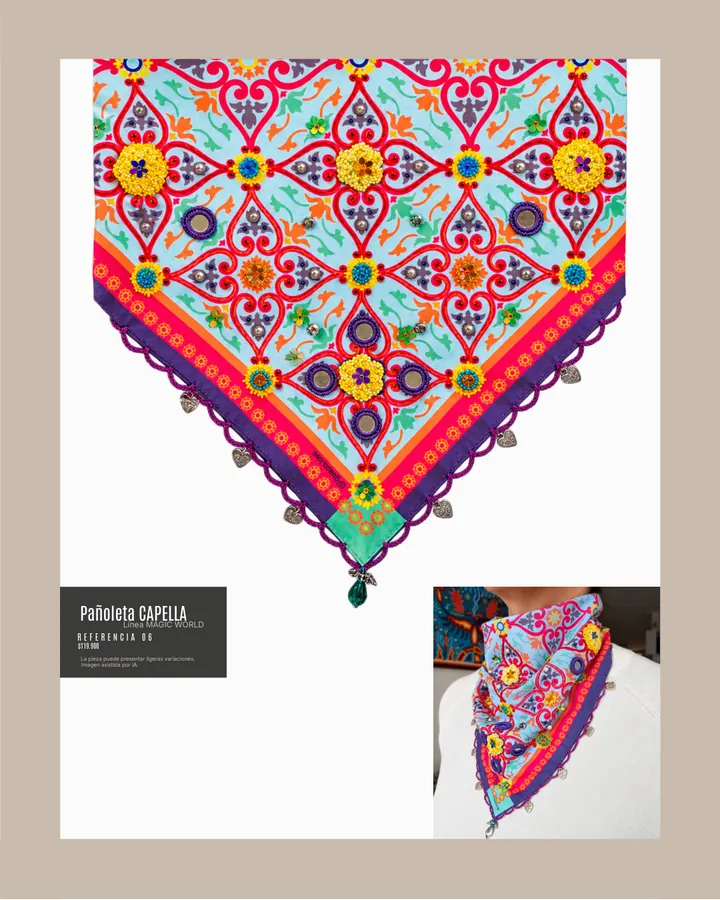 Pañoleta CAPELLA
Línea MAGIC WORLD
REFERENCIA 06
$119.900
La pieza puede presentar ligeras variaciones.
Imagen asistida por IA.